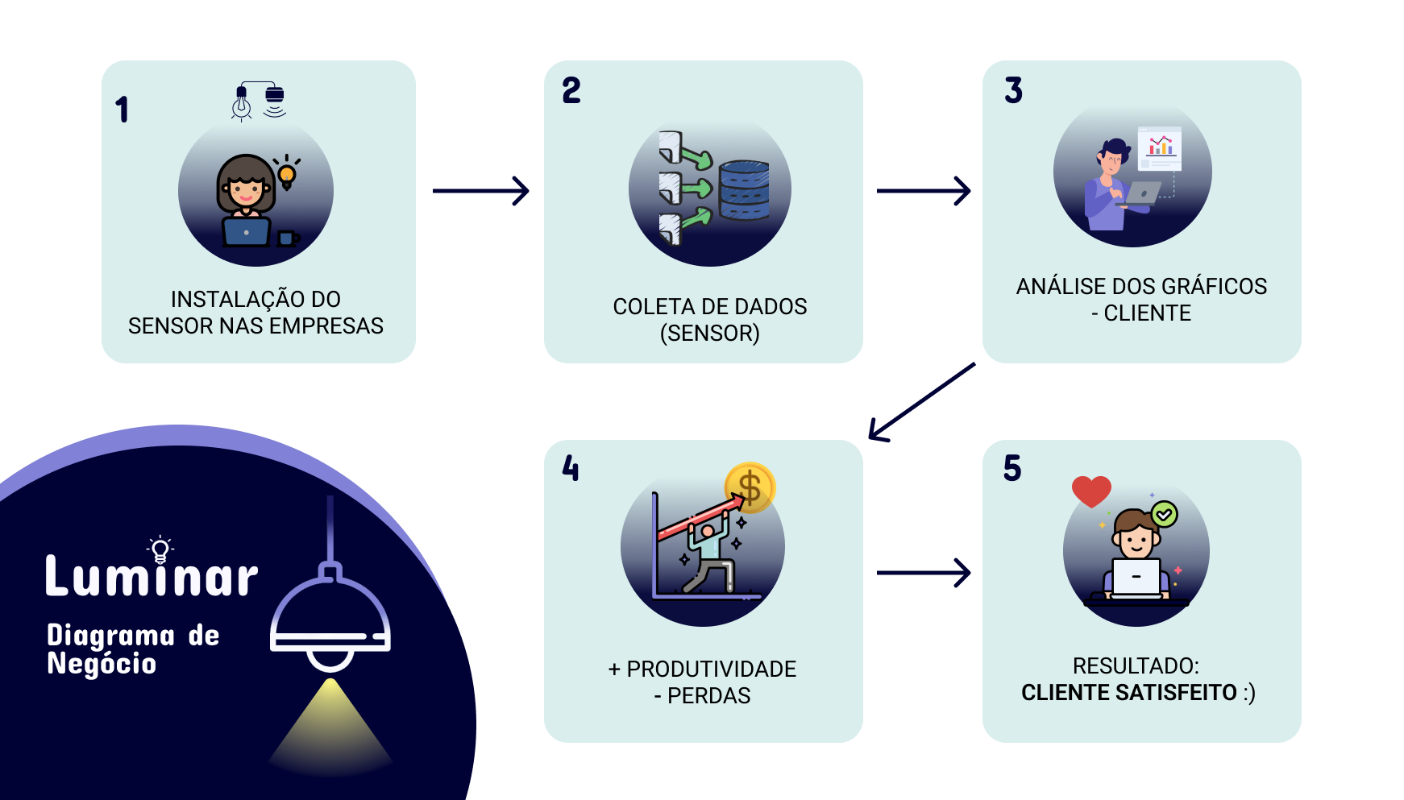 1
INSTALAÇÃO DO
SENSOR NAS EMPRESAS
2
COLETA DE DADOS
(SENSOR)
3
ANÁLISE DOS GRÁFICOS
- CLIENTE
4
$
+ PRODUTIVIDADE
- PERDAS
5
RESULTADO:
CLIENTE SATISFEITO :)
Luminar
Diagrama de
Negócio